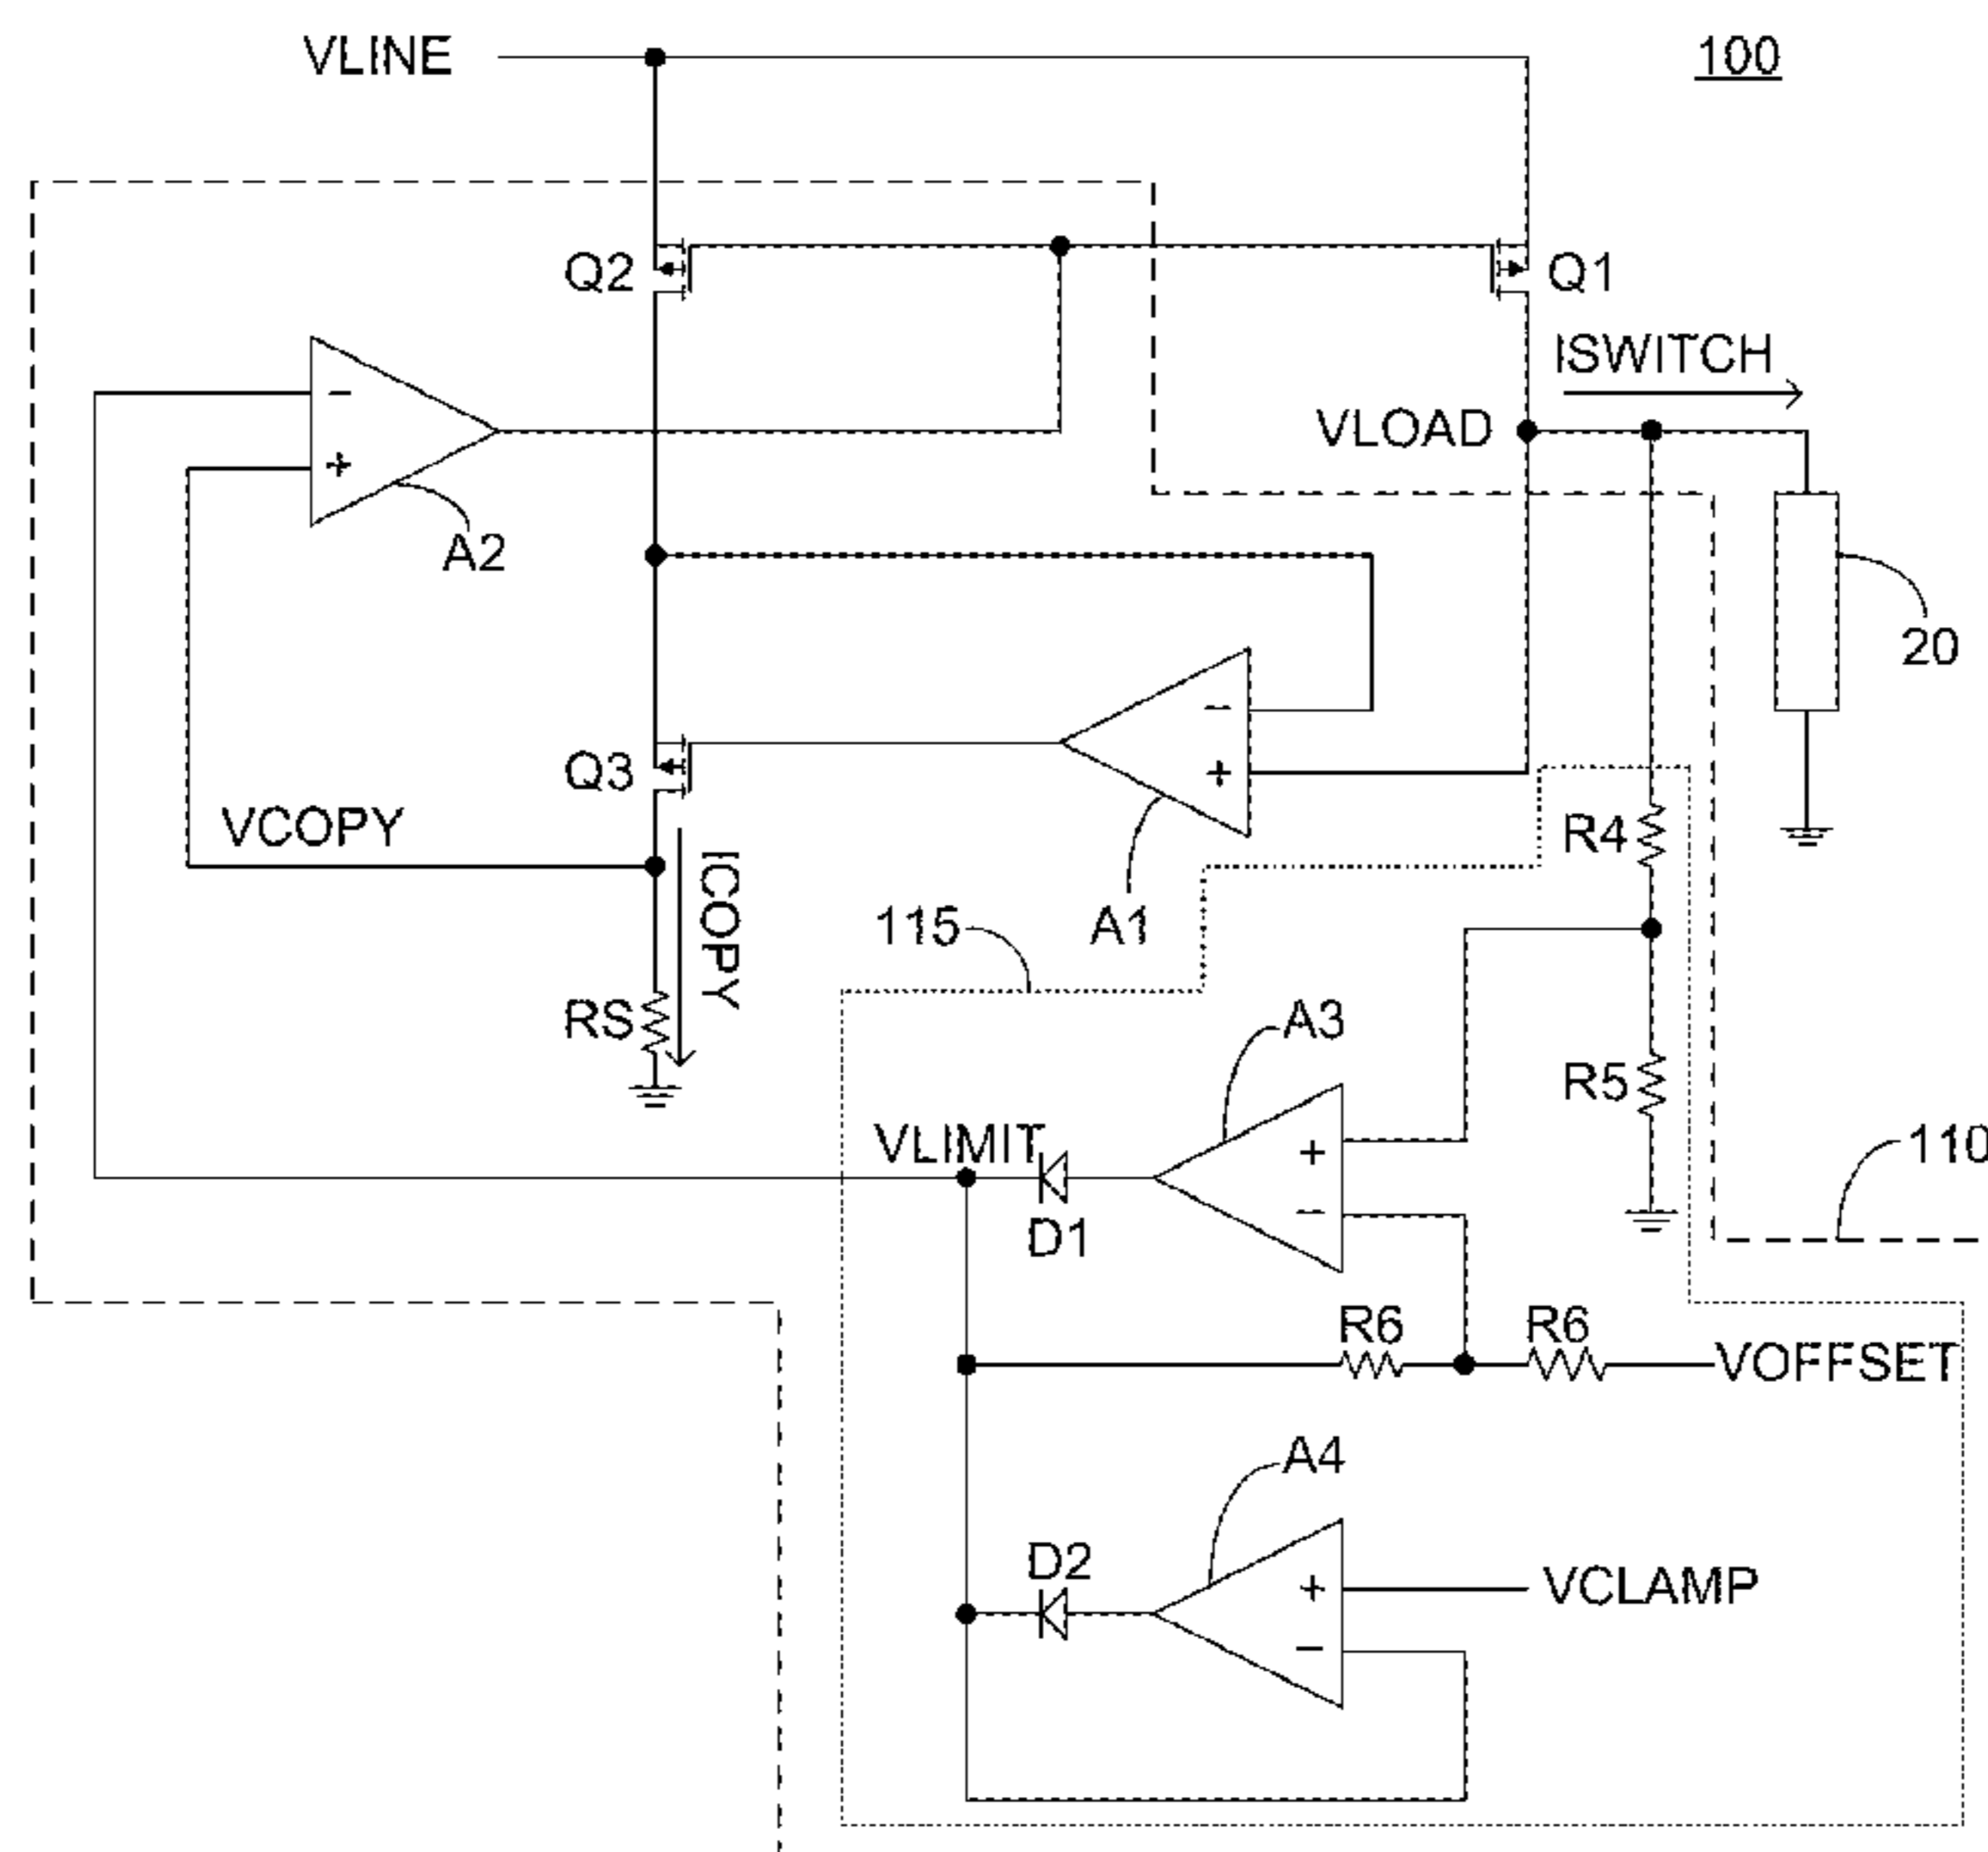 VLINE
100
Q2
Q1
ISWITCH
VLOAD
−
+
A2
20
−
+
Q3
VCOPY
ICOPY
R4
115
A1
RS
A3
R5
VLIMIT
+
−
110
D1
R6
R6
VOFFSET
A4
D2
+
−
VCLAMP